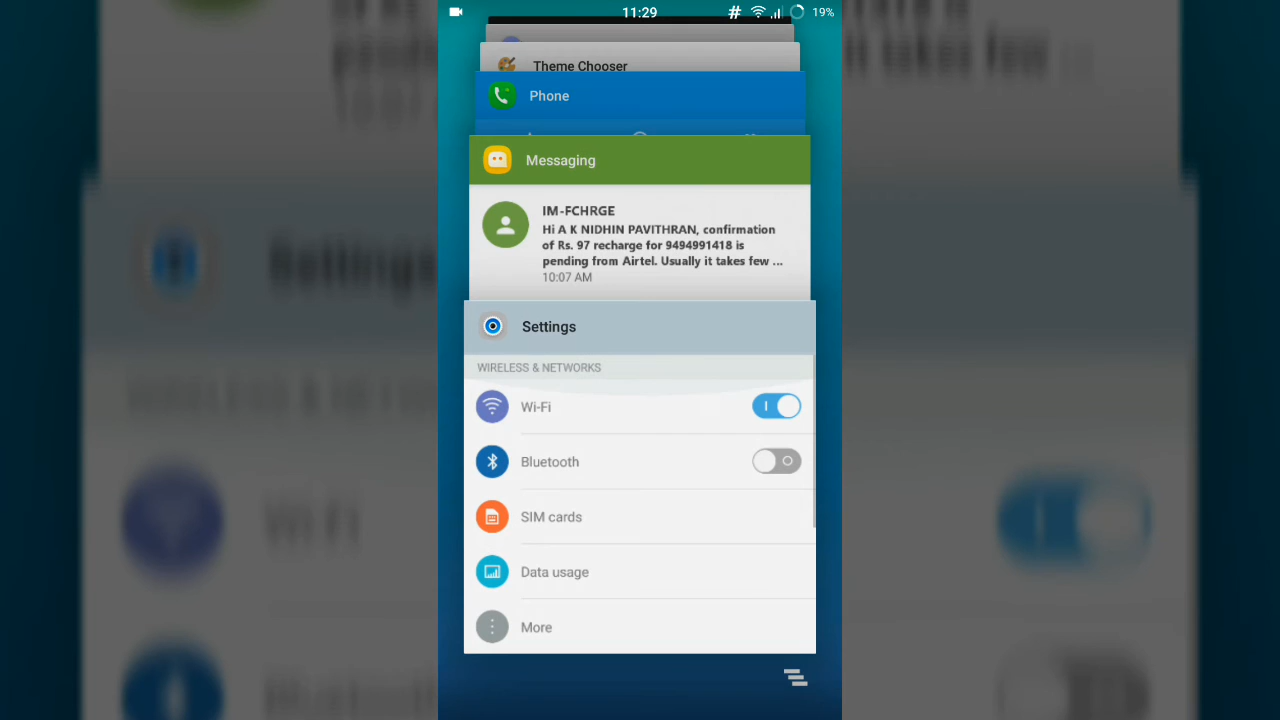 11:29
#
19%
Theme Chooser
Phone
Messaging
IM-FCHRGE
Hi A K NIDHIN PAVITHRAN, confirmation
of Rs. 97 recharge for 9494991418 is
pending from Airtel. Usually it takes few ...
10:07 AM
Settings
WIRELESS & NETWORKS
Wi-Fi
Bluetooth
SIM cards
Data usage
More